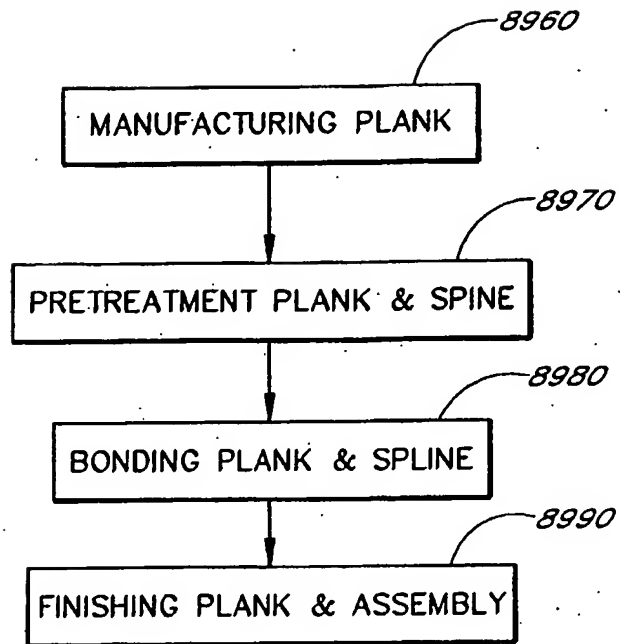 8960
MANUFACTURING PLANK
8970
PRETREATMENT PLANK & SPINE
8980
BONDING PLANK & SPLINE
8990
FINISHING PLANK & ASSEMBLY